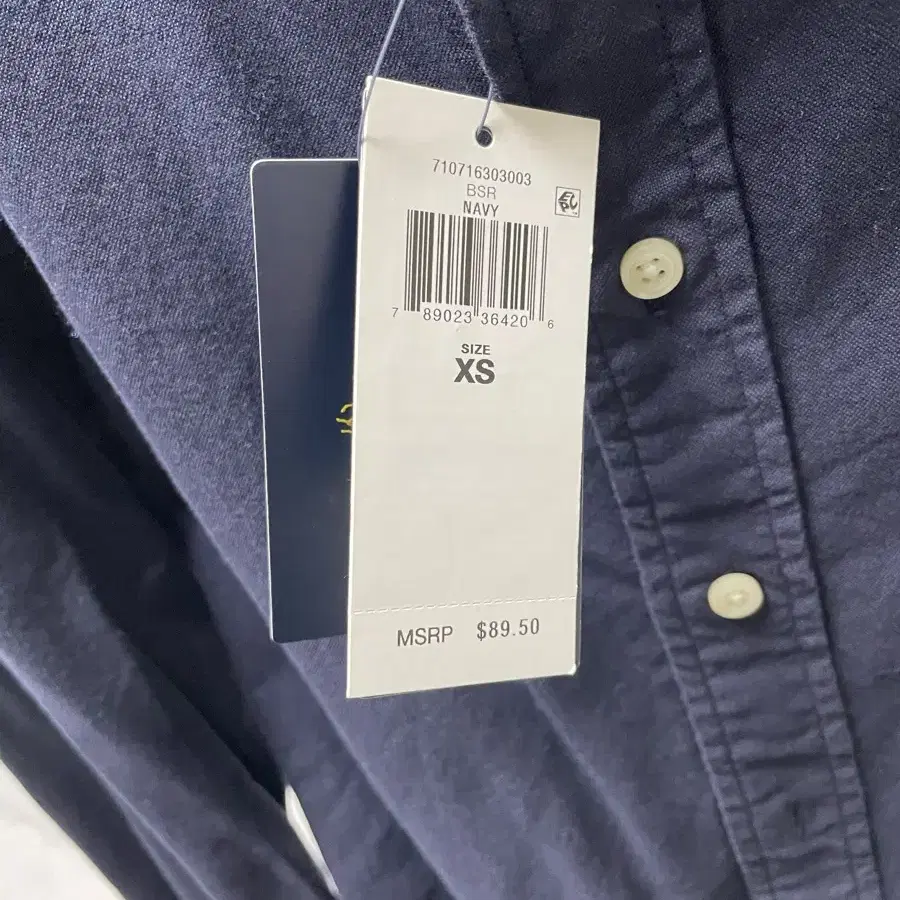 710716303003
BSR
NAVY
7 89023 36420 6
SIZE
XS
MSRP $89.50